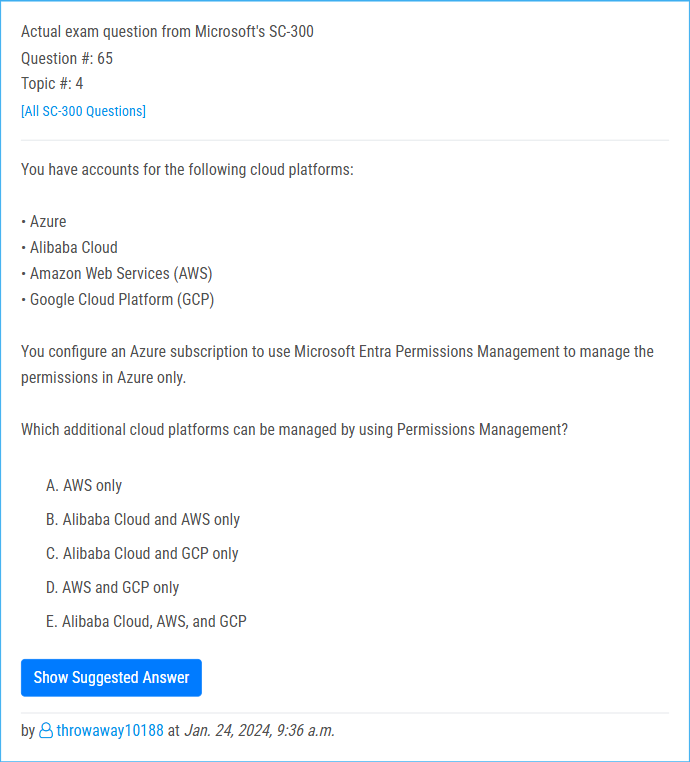 Actual exam question from Microsoft's SC-300
Question #: 65
Topic #: 4
[All SC-300 Questions]
You have accounts for the following cloud platforms:
• Azure
• Alibaba Cloud
• Amazon Web Services (AWS)
• Google Cloud Platform (GCP)
You configure an Azure subscription to use Microsoft Entra Permissions Management to manage the
permissions in Azure only.
Which additional cloud platforms can be managed by using Permissions Management?
A. AWS only
B. Alibaba Cloud and AWS only
C. Alibaba Cloud and GCP only
D. AWS and GCP only
E. Alibaba Cloud, AWS, and GCP
Show Suggested Answer
by throwaway10188 at Jan. 24, 2024, 9:36 a.m.